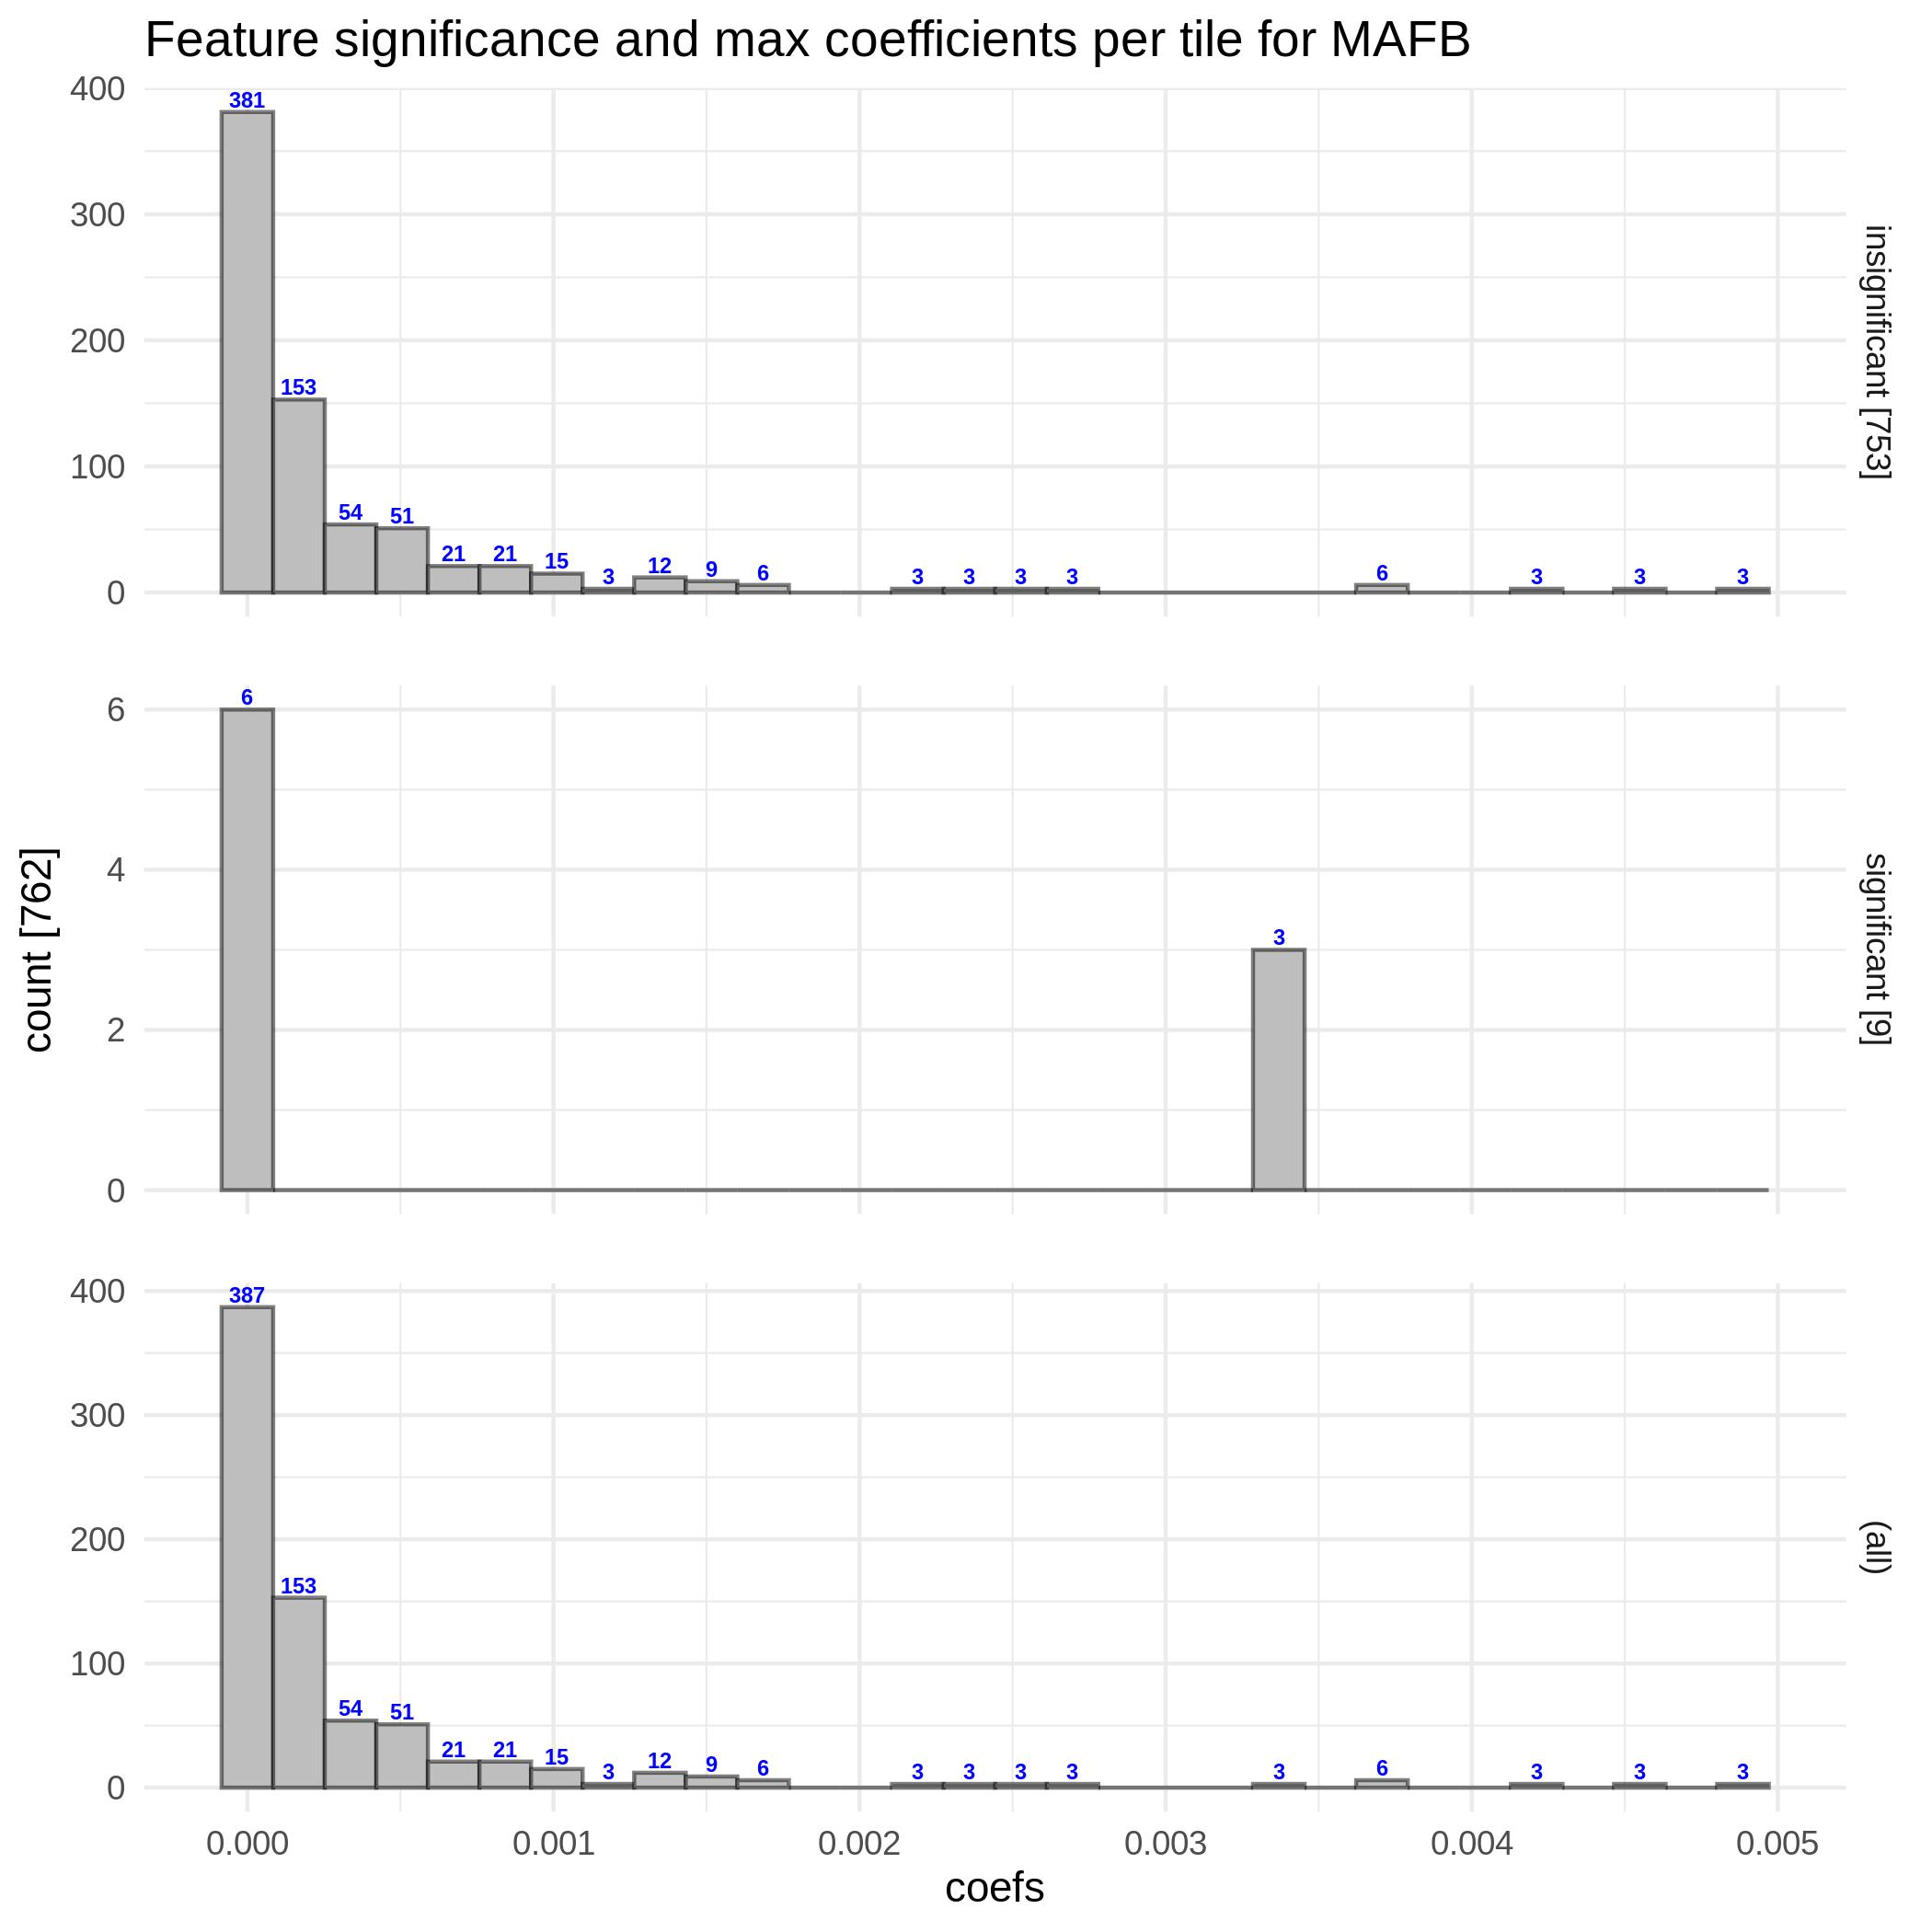 Feature significance and max coefficients per tile for MAFB
400
381
300
200
153
100
54 51 21 21 15 3 12 9 6 3 3 3 3 6 3 3 3
0
insignificant [753]
6
6
4
3
2
0
significant [9]
count [762]
400
387
300
200
153
100
54 51 21 21 15 3 12 9 6 3 3 3 3 3 6 3 3 3
0
(all)
0.000 0.001 0.002 0.003 0.004 0.005
coefs